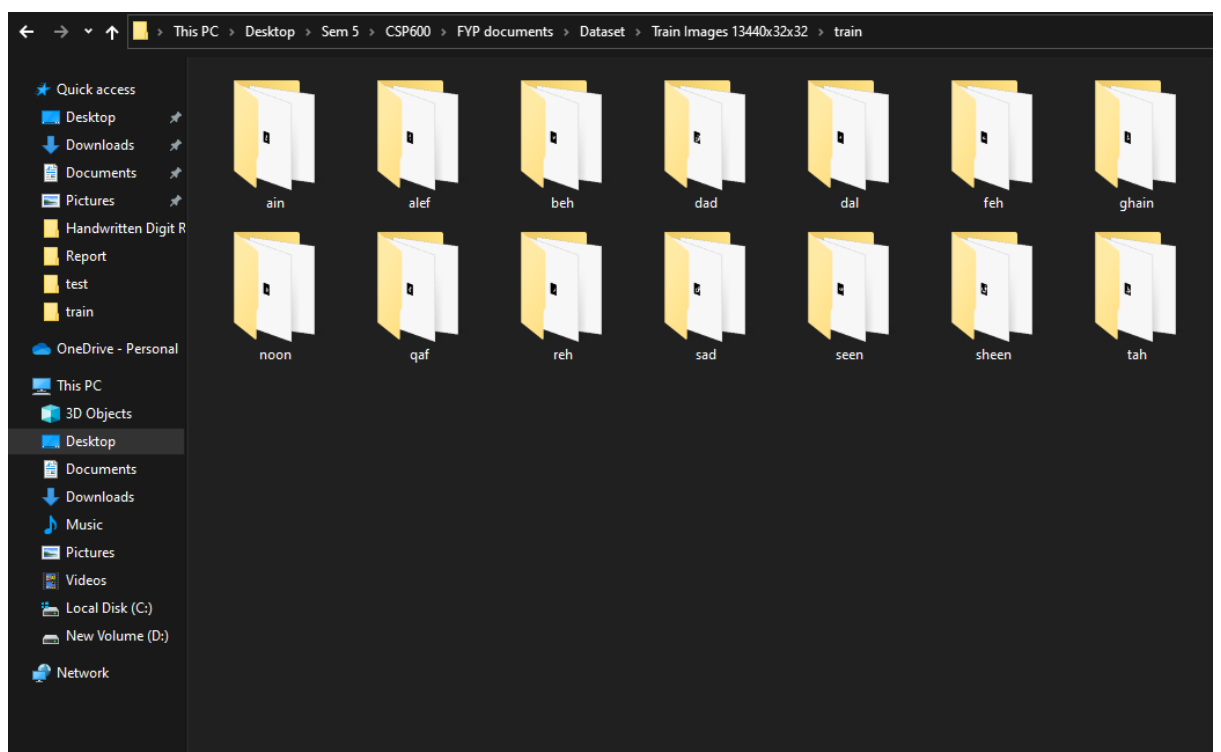 This PC > Desktop > Sem 5 > CSP600 > FYP documents > Dataset > Train Images 13440x32x32 > train
Quick access
Desktop
Downloads
Documents
Pictures
Handwritten Digit R
Report
test
train
OneDrive - Personal
This PC
3D Objects
Desktop
Documents
Downloads
Music
Pictures
Videos
Local Disk (C:)
New Volume (D:)
Network
ain alef beh dad dal feh ghain
noon qaf reh sad seen sheen tah